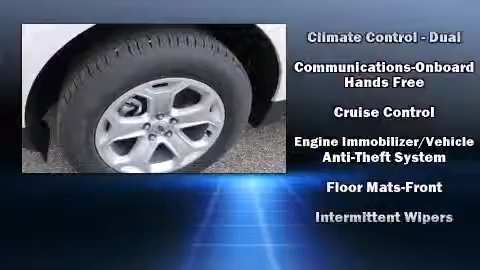 Climate Control - Dual
Communications-Onboard
Hands Free
Cruise Control
Engine Immobilizer/Vehicle
Anti-Theft System
Floor Mats-Front
Intermittent Wipers